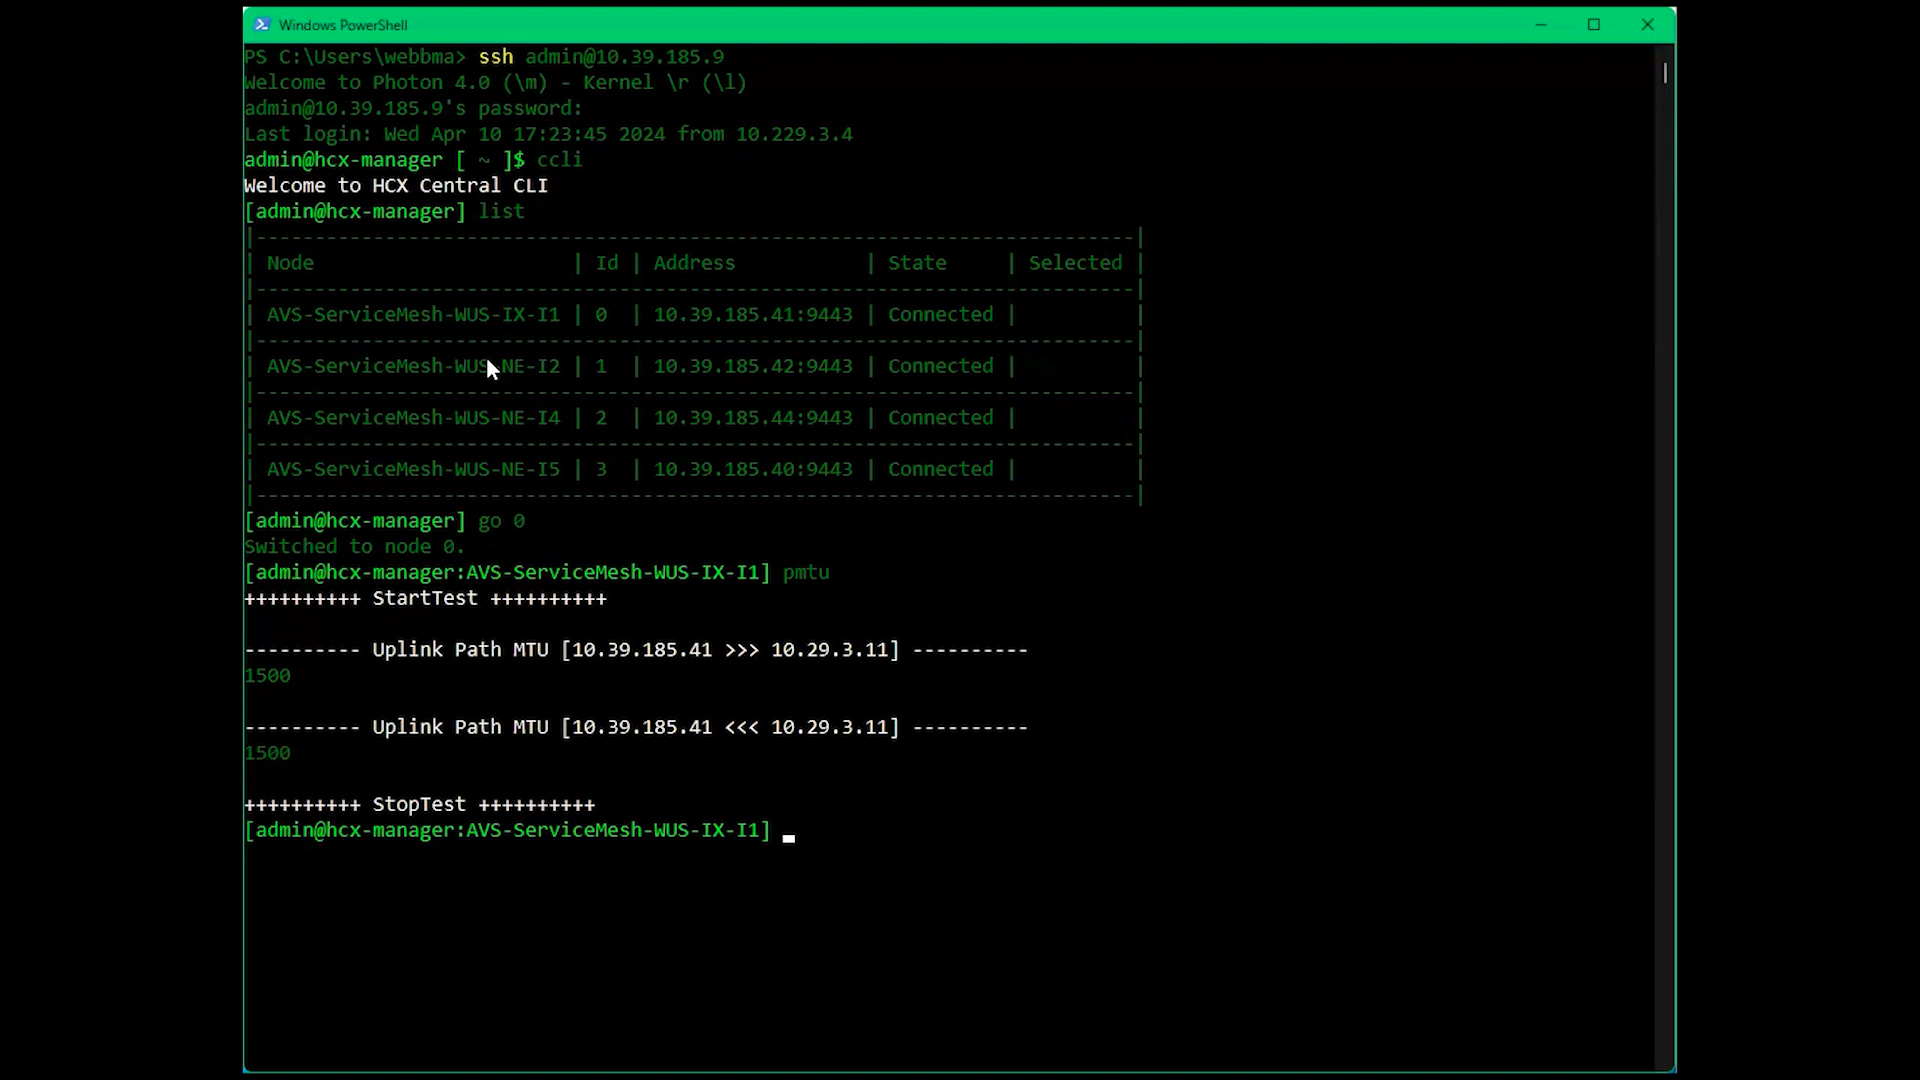 Windows PowerShell
PS C:\Users\webbma> ssh admin@10.39.185.9
Welcome to Photon 4.0 (\m) - Kernel \r (\l)
admin@10.39.185.9's password:
Last login: Wed Apr 10 17:23:45 2024 from 10.229.3.4
admin@hcx-manager [ ~ ]$ ccli
Welcome to HCX Central CLI
[admin@hcx-manager] list
|---------------------------------------------------------------------------|
| Node                      | Id | Address           | State     | Selected |
|---------------------------------------------------------------------------|
| AVS-ServiceMesh-WUS-IX-I1 | 0  | 10.39.185.41:9443 | Connected |          |
|---------------------------------------------------------------------------|
| AVS-ServiceMesh-WUS-NE-I2 | 1  | 10.39.185.42:9443 | Connected |          |
|---------------------------------------------------------------------------|
| AVS-ServiceMesh-WUS-NE-I4 | 2  | 10.39.185.44:9443 | Connected |          |
|---------------------------------------------------------------------------|
| AVS-ServiceMesh-WUS-NE-I5 | 3  | 10.39.185.40:9443 | Connected |          |
|---------------------------------------------------------------------------|
[admin@hcx-manager] go 0
Switched to node 0.
[admin@hcx-manager:AVS-ServiceMesh-WUS-IX-I1] pmtu
++++++++++ StartTest ++++++++++
---------- Uplink Path MTU [10.39.185.41 >>> 10.29.3.11] ----------
1500
---------- Uplink Path MTU [10.39.185.41 <<< 10.29.3.11] ----------
1500
++++++++++ StopTest ++++++++++
[admin@hcx-manager:AVS-ServiceMesh-WUS-IX-I1]